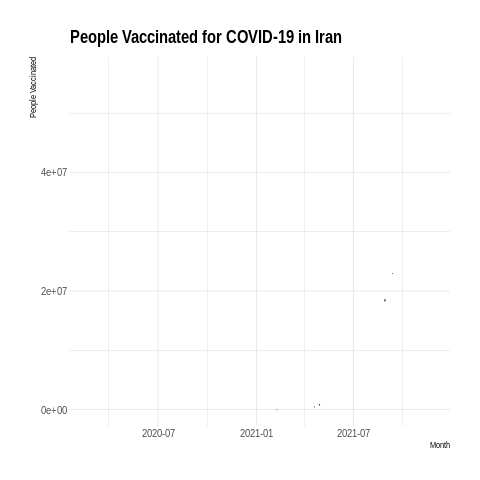 People Vaccinated for COVID-19 in Iran
People Vaccinated
4e+07
2e+07
0e+00
2020-07
2021-01
2021-07
Month